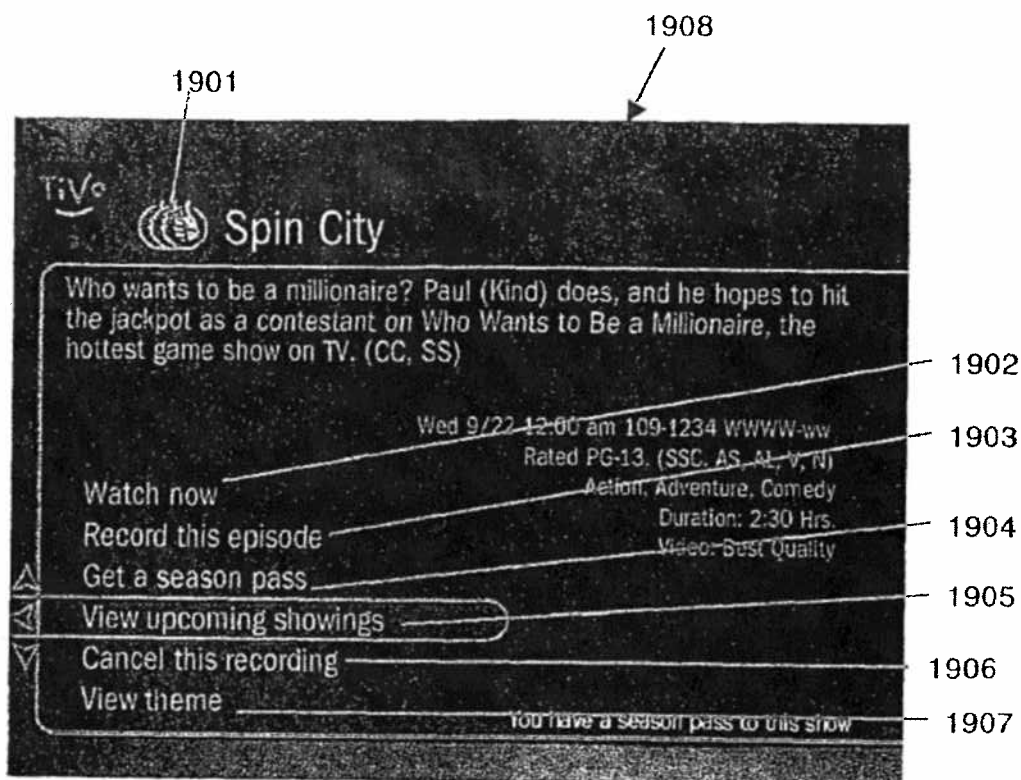 1908
1901
TiVo
Spin City
Who wants to be a millionaire? Paul (Kind) does, and he hopes to hit
the jackpot as a contestant on Who Wants to Be a Millionaire, the
hottest game show on TV. (CC, SS)
1902
Wed 9/22 12:00 am 109-1234 WWWW-ww
1903
Rated PG-13. (SSC, AS, AL, V, N)
Watch now
Action, Adventure, Comedy
Record this episode
Duration: 2:30 Hrs.
1904
Video: Best Quality
Get a season pass
1905
View upcoming showings
Cancel this recording
1906
View theme
You have a season pass to this show
1907